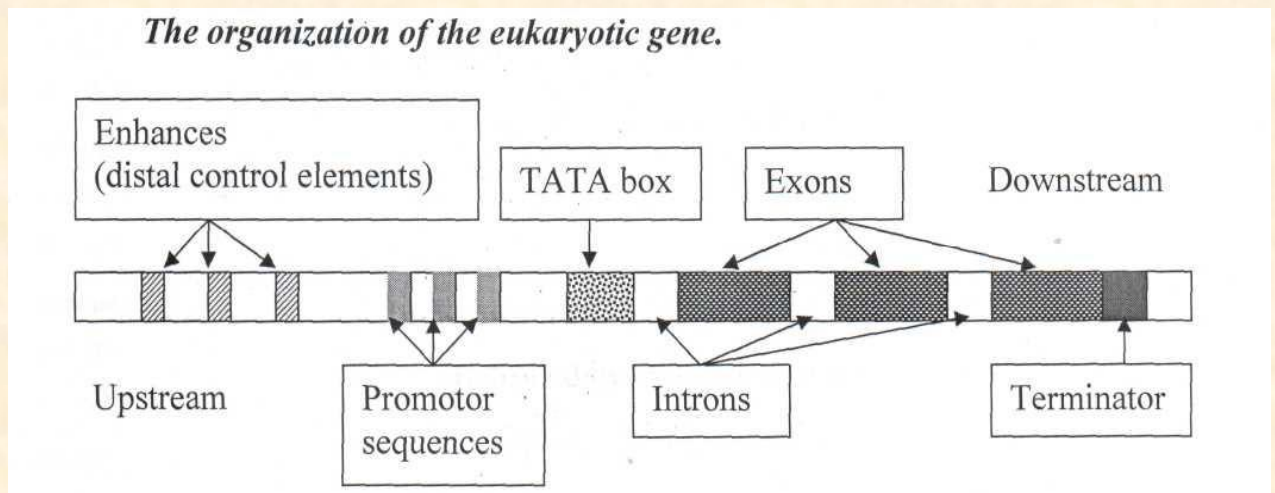 The organization of the eukaryotic gene.
Enhances
(distal control elements)
TATA box
Exons
Downstream
Upstream
Promotor
sequences
Introns
Terminator